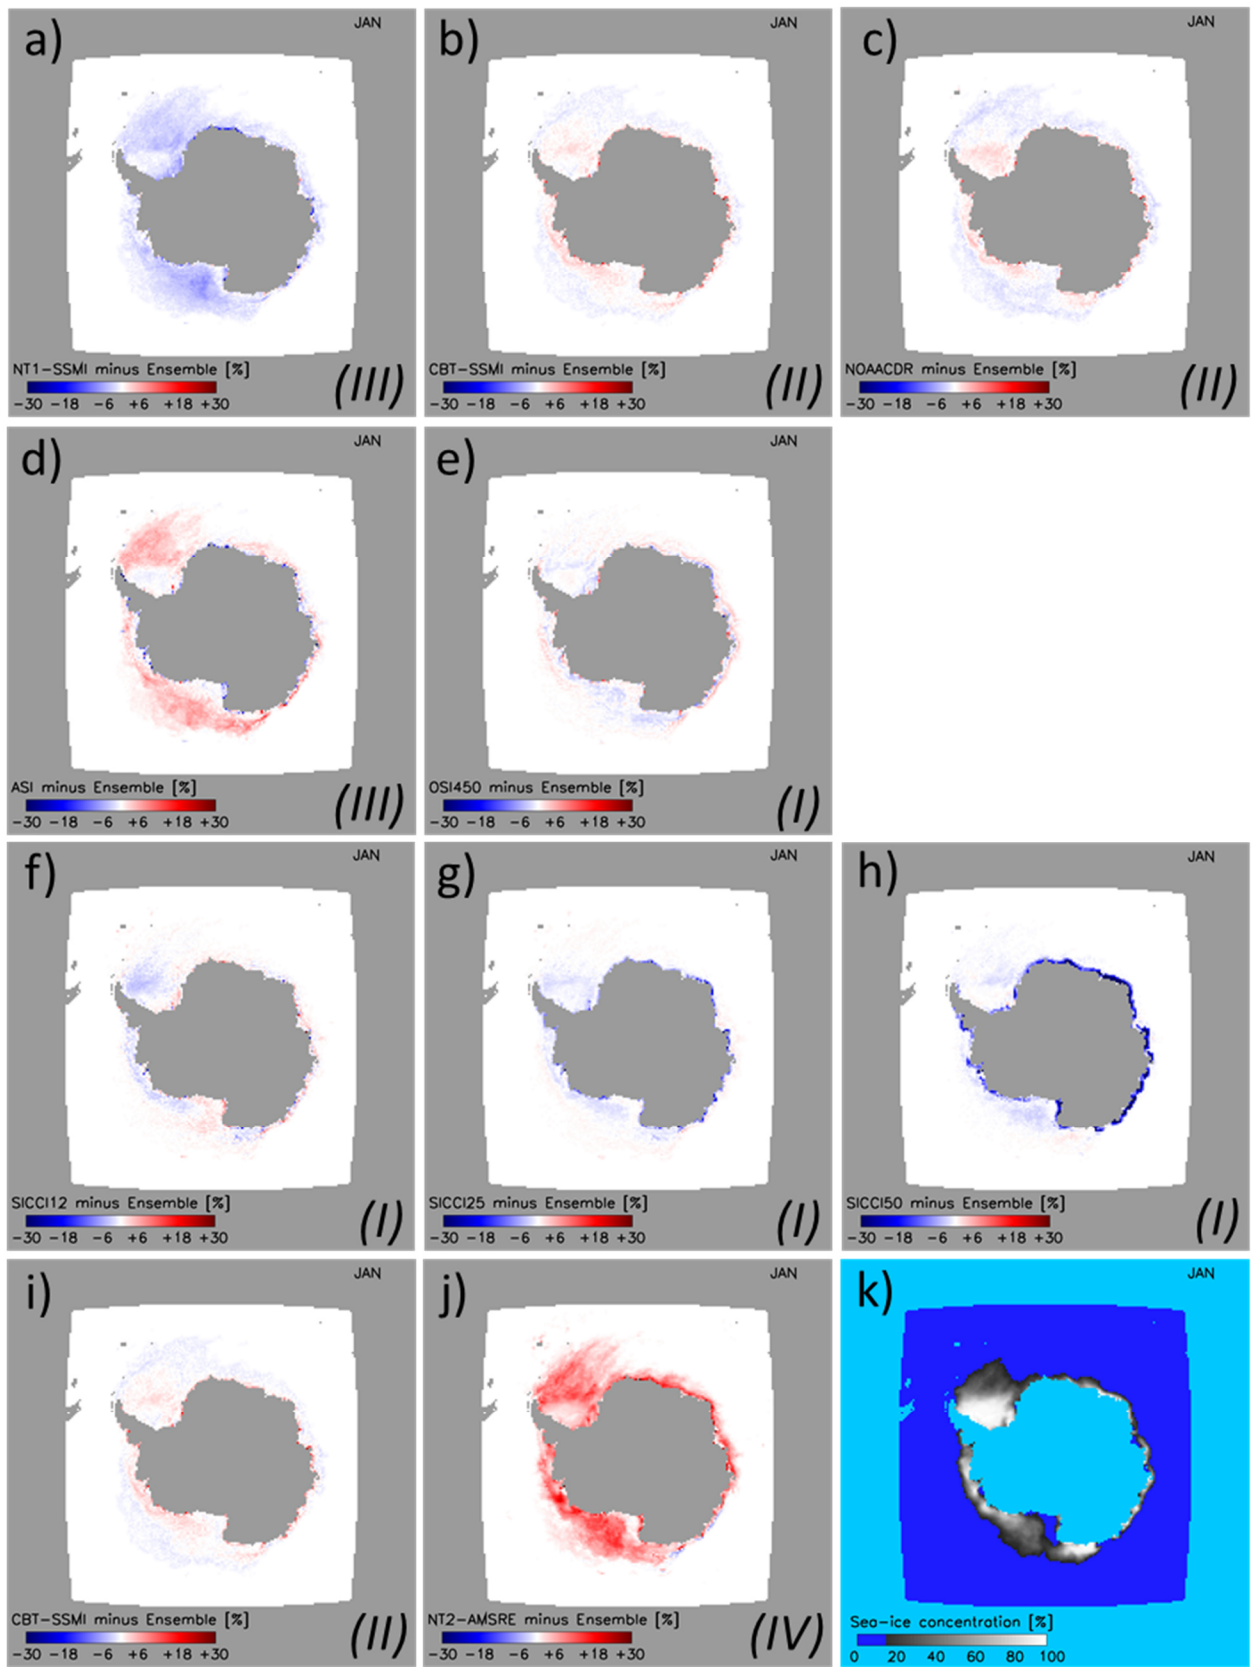 a) JAN
NT1-SSMI minus Ensemble [%]
-30 -18 -6 +6 +18 +30
(III)
b) JAN
CBT-SSMI minus Ensemble [%]
-30 -18 -6 +6 +18 +30
(II)
c) JAN
NOAACDR minus Ensemble [%]
-30 -18 -6 +6 +18 +30
(II)
d) JAN
ASI minus Ensemble [%]
-30 -18 -6 +6 +18 +30
(III)
e) JAN
OSI450 minus Ensemble [%]
-30 -18 -6 +6 +18 +30
(I)
f) JAN
SICCI12 minus Ensemble [%]
-30 -18 -6 +6 +18 +30
(I)
g) JAN
SICCI25 minus Ensemble [%]
-30 -18 -6 +6 +18 +30
(I)
h) JAN
SICCI50 minus Ensemble [%]
-30 -18 -6 +6 +18 +30
(I)
i) JAN
CBT-SSMI minus Ensemble [%]
-30 -18 -6 +6 +18 +30
(II)
j) JAN
NT2-AMSRE minus Ensemble [%]
-30 -18 -6 +6 +18 +30
(IV)
k) JAN
Sea-ice concentration [%]
0 20 40 60 80 100